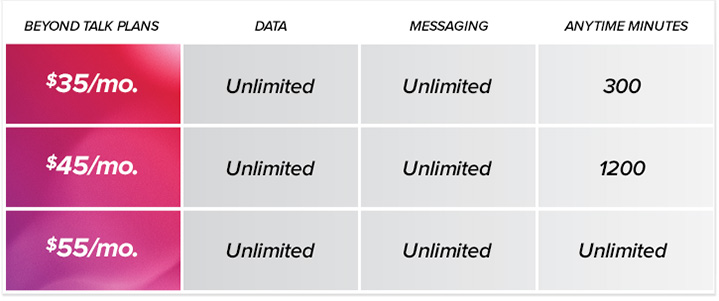 BEYOND TALK PLANS DATA MESSAGING ANYTIME MINUTES
$35/mo. Unlimited Unlimited 300
$45/mo. Unlimited Unlimited 1200
$55/mo. Unlimited Unlimited Unlimited